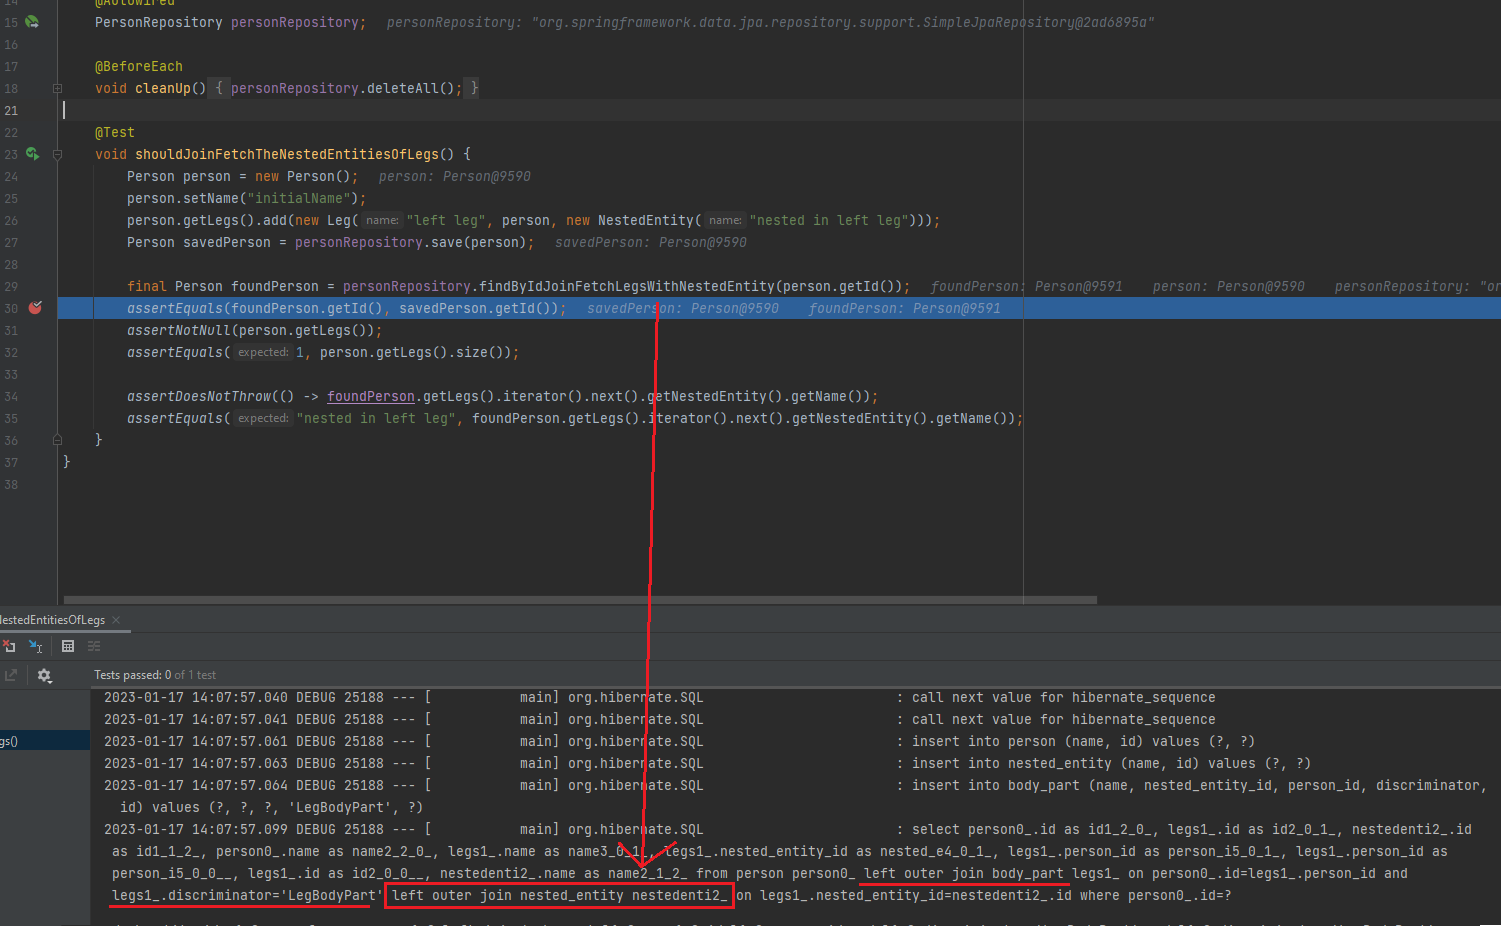 14 @Autowired
15 PersonRepository personRepository; personRepository: "org.springframework.data.jpa.repository.support.SimpleJpaRepository@2ad6895a"
16
17 @BeforeEach
18 void cleanUp() { personRepository.deleteAll(); }
21
22 @Test
23 void shouldJoinFetchTheNestedEntitiesOfLegs() {
24 Person person = new Person(); person: Person@9590
25 person.setName("initialName");
26 person.getLegs().add(new Leg( name: "left leg", person, new NestedEntity( name: "nested in left leg")));
27 Person savedPerson = personRepository.save(person); savedPerson: Person@9590
28
29 final Person foundPerson = personRepository.findByIdJoinFetchLegsWithNestedEntity(person.getId()); foundPerson: Person@9591 person: Person@9590 personRepository: "or
30 assertEquals(foundPerson.getId(), savedPerson.getId()); savedPerson: Person@9590 foundPerson: Person@9591
31 assertNotNull(person.getLegs());
32 assertEquals( expected: 1, person.getLegs().size());
33
34 assertDoesNotThrow(() -> foundPerson.getLegs().iterator().next().getNestedEntity().getName());
35 assertEquals( expected: "nested in left leg", foundPerson.getLegs().iterator().next().getNestedEntity().getName());
36 }
37 }
38
NestedEntitiesOfLegs ×
Tests passed: 0 of 1 test
gs()
2023-01-17 14:07:57.040 DEBUG 25188 --- [ main] org.hibernate.SQL : call next value for hibernate_sequence
2023-01-17 14:07:57.041 DEBUG 25188 --- [ main] org.hibernate.SQL : call next value for hibernate_sequence
2023-01-17 14:07:57.061 DEBUG 25188 --- [ main] org.hibernate.SQL : insert into person (name, id) values (?, ?)
2023-01-17 14:07:57.063 DEBUG 25188 --- [ main] org.hibernate.SQL : insert into nested_entity (name, id) values (?, ?)
2023-01-17 14:07:57.064 DEBUG 25188 --- [ main] org.hibernate.SQL : insert into body_part (name, nested_entity_id, person_id, discriminator,
id) values (?, ?, ?, 'LegBodyPart', ?)
2023-01-17 14:07:57.099 DEBUG 25188 --- [ main] org.hibernate.SQL : select person0_.id as id1_2_0_, legs1_.id as id2_0_1_, nestedenti2_.id
as id1_1_2_, person0_.name as name2_2_0_, legs1_.name as name3_0_1_, legs1_.nested_entity_id as nested_e4_0_1_, legs1_.person_id as person_i5_0_1_, legs1_.person_id as
person_i5_0_0__, legs1_.id as id2_0_0__, nestedenti2_.name as name2_1_2_ from person person0_ left outer join body_part legs1_ on person0_.id=legs1_.person_id and
legs1_.discriminator='LegBodyPart' left outer join nested_entity nestedenti2_ on legs1_.nested_entity_id=nestedenti2_.id where person0_.id=?